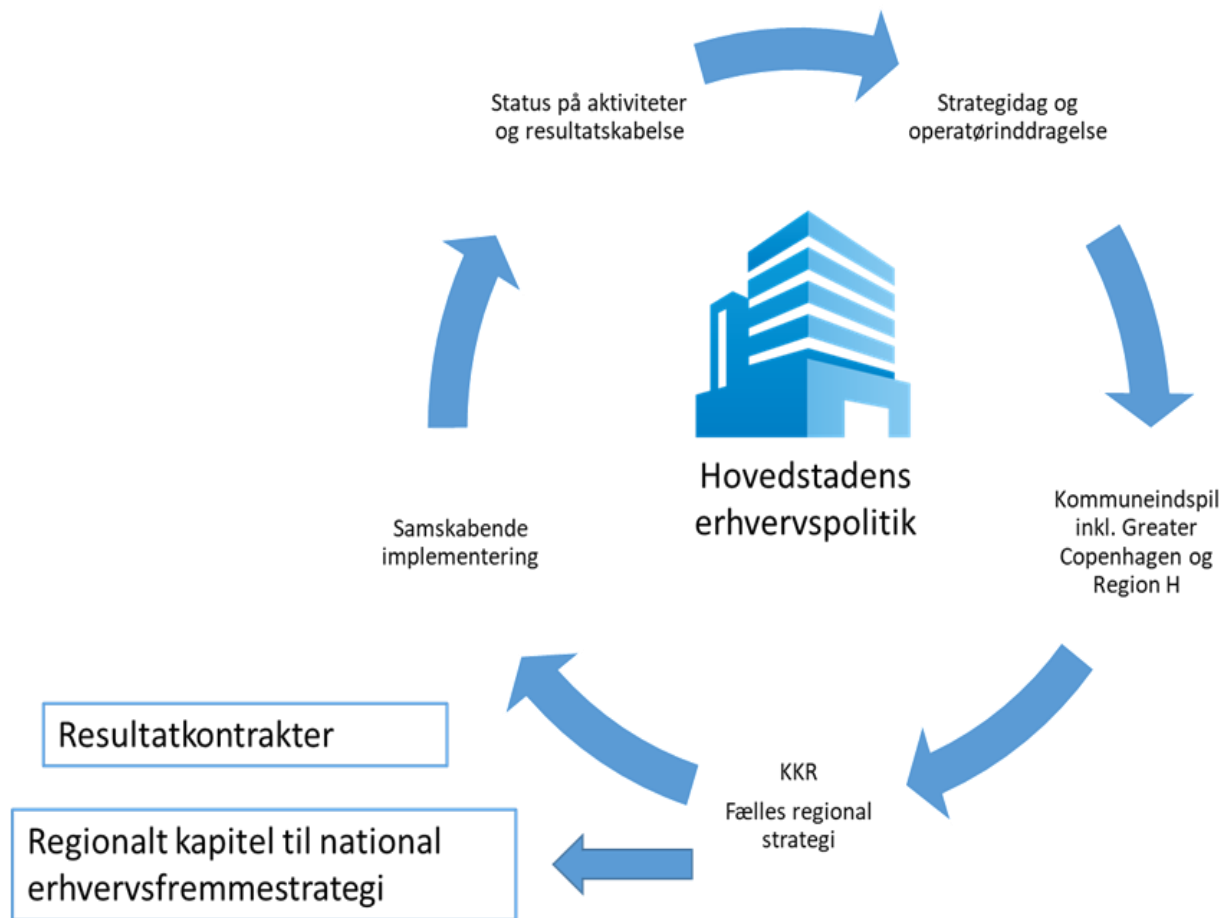 Status på aktiviteter
og resultatskabelse
Strategidag og
operatørinddragelse
Hovedstadens
erhvervspolitik
Kommuneindspil
inkl. Greater
Copenhagen og
Region H
Samskabende
implementering
Resultatkontrakter
KKR
Fælles regional
strategi
Regionalt kapitel til national
erhvervsfremmestrategi